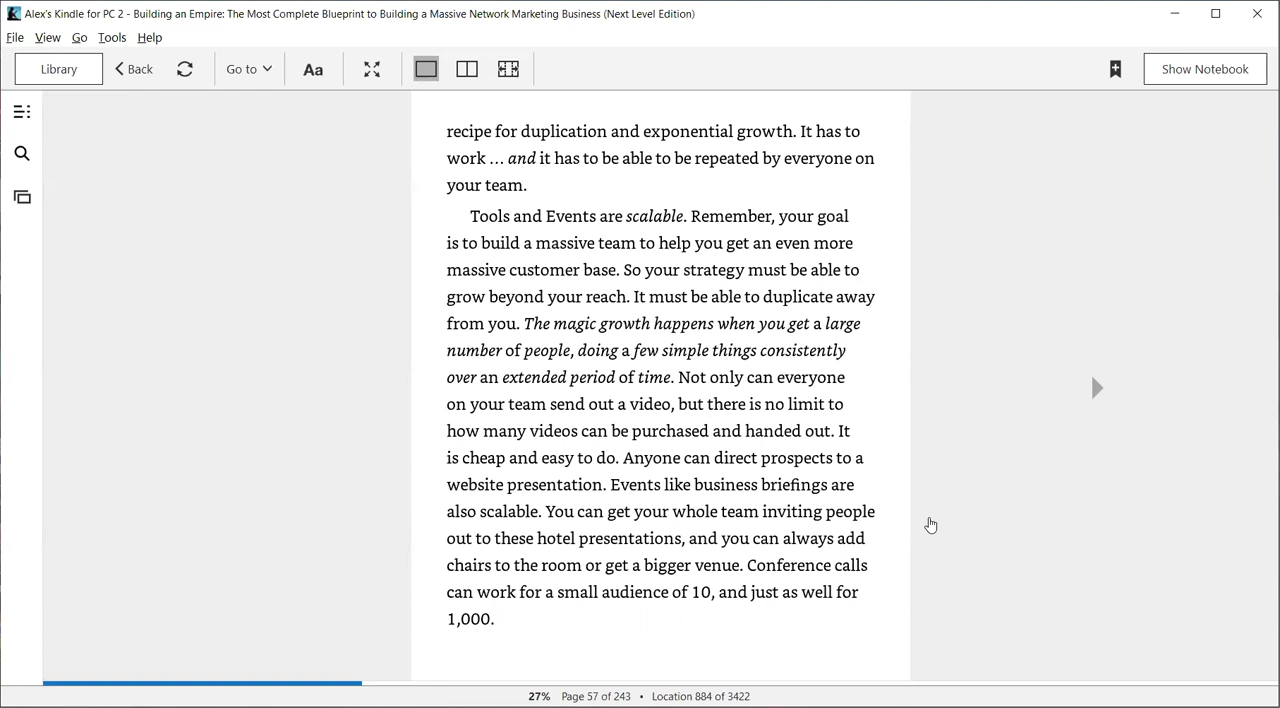 Alex's Kindle for PC 2 - Building an Empire: The Most Complete Blueprint to Building a Massive Network Marketing Business (Next Level Edition)
File View Go Tools Help
Library Back Go to Aa Show Notebook
recipe for duplication and exponential growth. It has to
work … and it has to be able to be repeated by everyone on
your team.
Tools and Events are scalable. Remember, your goal
is to build a massive team to help you get an even more
massive customer base. So your strategy must be able to
grow beyond your reach. It must be able to duplicate away
from you. The magic growth happens when you get a large
number of people, doing a few simple things consistently
over an extended period of time. Not only can everyone
on your team send out a video, but there is no limit to
how many videos can be purchased and handed out. It
is cheap and easy to do. Anyone can direct prospects to a
website presentation. Events like business briefings are
also scalable. You can get your whole team inviting people
out to these hotel presentations, and you can always add
chairs to the room or get a bigger venue. Conference calls
can work for a small audience of 10, and just as well for
1,000.
27% Page 57 of 243 • Location 884 of 3422